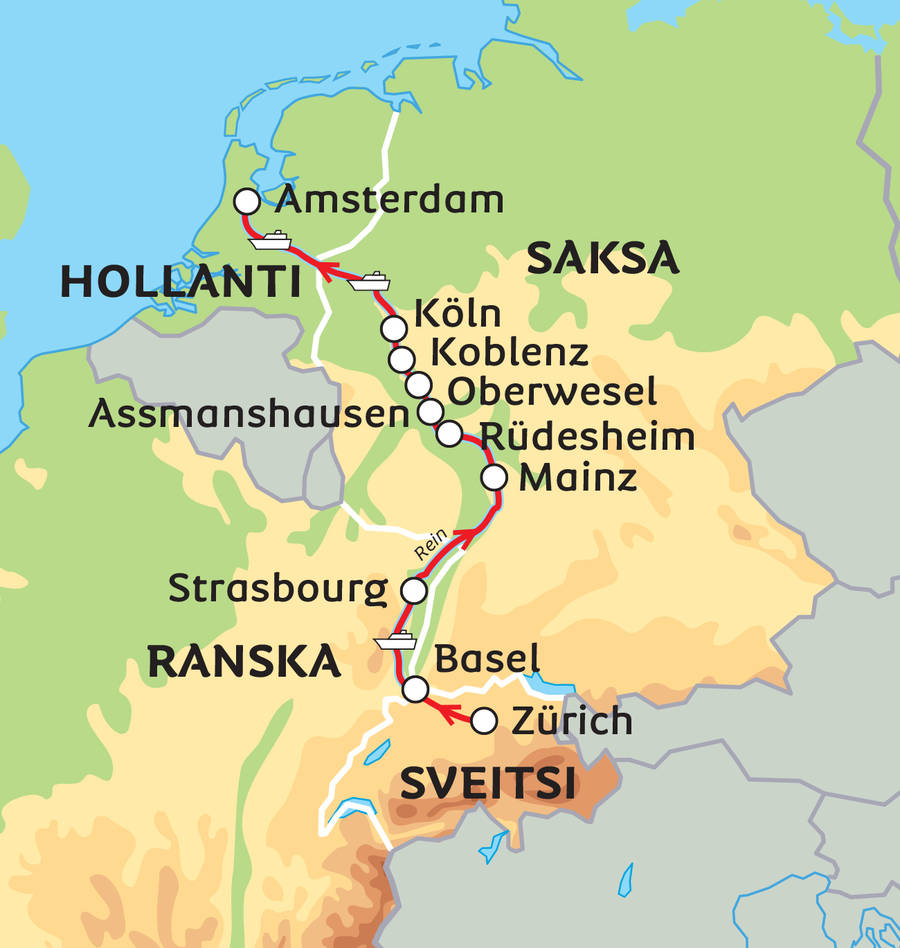 Amsterdam
SAKSA
HOLLANTI
Köln
Koblenz
Oberwesel
Assmanshausen
Rüdesheim
Mainz
Rein
Strasbourg
RANSKA
Basel
Zürich
SVEITSI